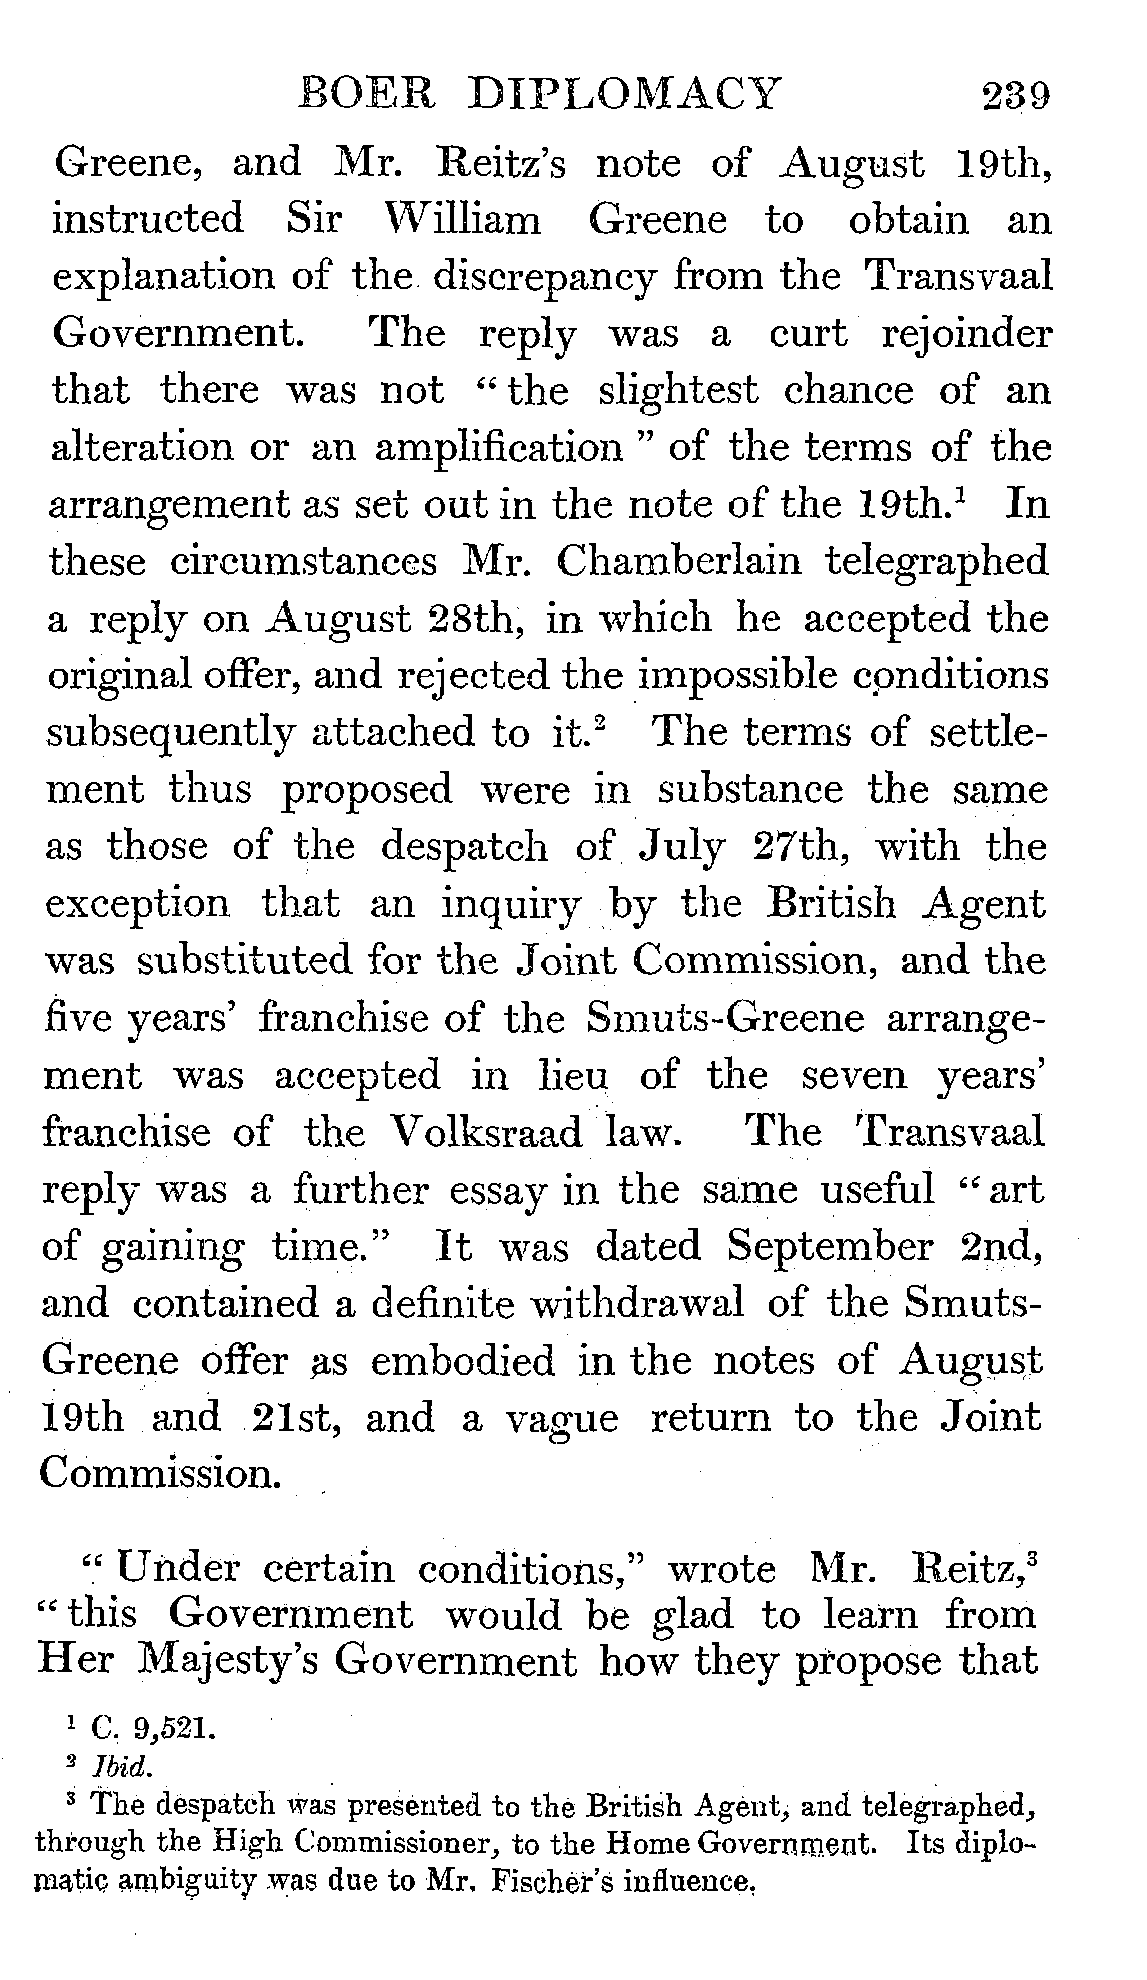 BOER DIPLOMACY 239
Greene, and Mr. Reitz's note of August 19th,
instructed Sir William Greene to obtain an
explanation of the discrepancy from the Transvaal
Government. The reply was a curt rejoinder
that there was not “ the slightest chance of an
alteration or an amplification ” of the terms of the
arrangement as set out in the note of the 19th.¹ In
these circumstances Mr. Chamberlain telegraphed
a reply on August 28th, in which he accepted the
original offer, and rejected the impossible conditions
subsequently attached to it.² The terms of settle-
ment thus proposed were in substance the same
as those of the despatch of July 27th, with the
exception that an inquiry by the British Agent
was substituted for the Joint Commission, and the
five years' franchise of the Smuts-Greene arrange-
ment was accepted in lieu of the seven years'
franchise of the Volksraad law. The Transvaal
reply was a further essay in the same useful “ art
of gaining time.” It was dated September 2nd,
and contained a definite withdrawal of the Smuts-
Greene offer as embodied in the notes of August
19th and 21st, and a vague return to the Joint
Commission.
“ Under certain conditions,” wrote Mr. Reitz,³
“ this Government would be glad to learn from
Her Majesty's Government how they propose that
¹ C. 9,521.
² Ibid.
³ The despatch was presented to the British Agent, and telegraphed,
through the High Commissioner, to the Home Government. Its diplo-
matic ambiguity was due to Mr. Fischer's influence.